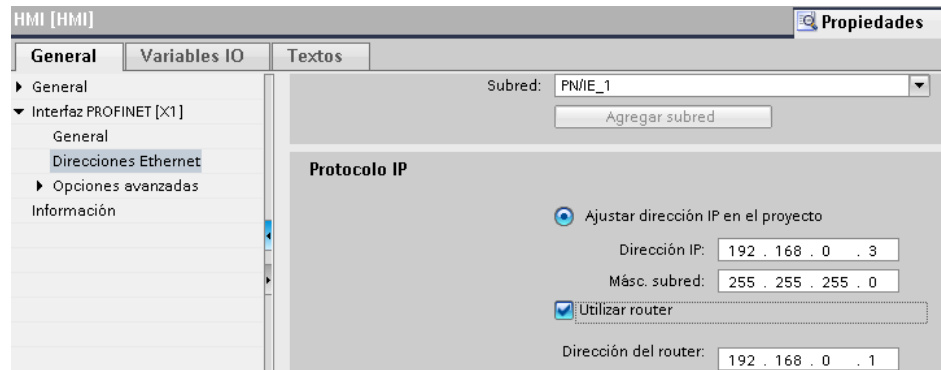 HMI [HMI]
Propiedades
General
Variables IO
Textos
General
Interfaz PROFINET [X1]
General
Direcciones Ethernet
Opciones avanzadas
Información
Subred: PN/IE_1
Agregar subred
Protocolo IP
Ajustar dirección IP en el proyecto
Dirección IP: 192 . 168 . 0 . 3
Másc. subred: 255 . 255 . 255 . 0
Utilizar router
Dirección del router: 192 . 168 . 0 . 1